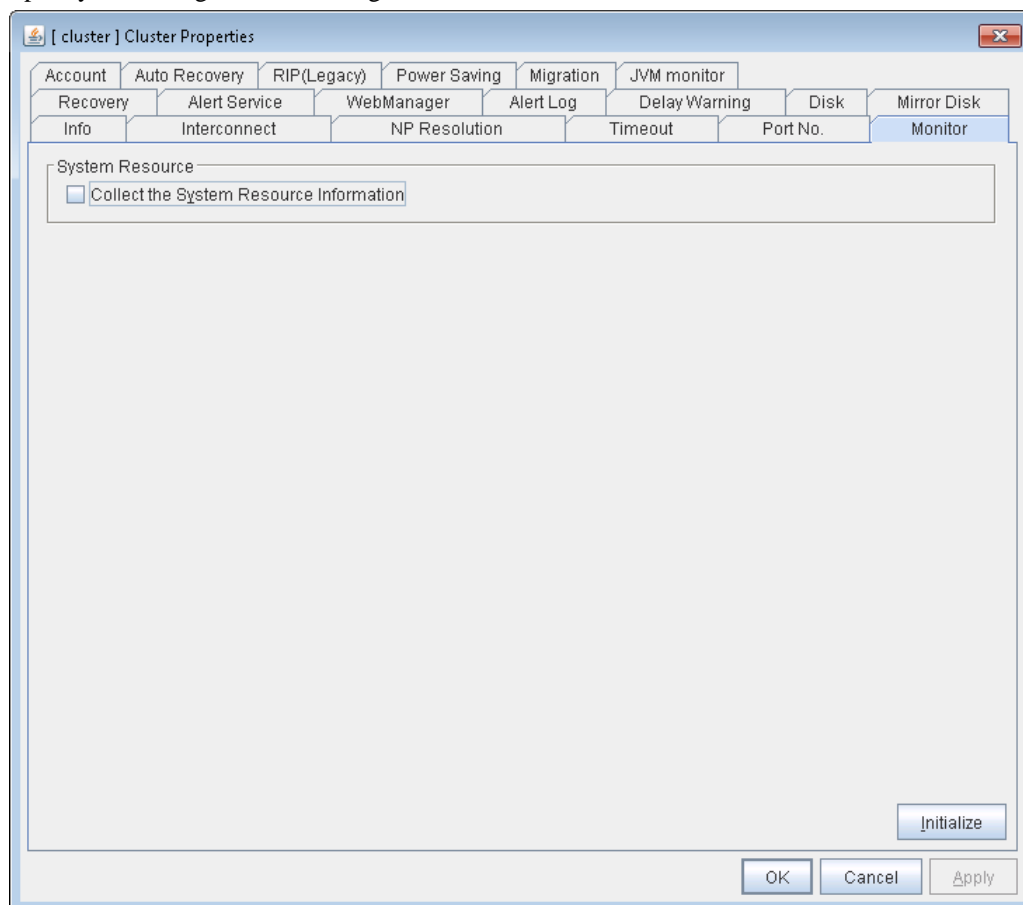 [ cluster ] Cluster Properties
Account Auto Recovery RIP(Legacy) Power Saving Migration JVM monitor
Recovery Alert Service WebManager Alert Log Delay Warning Disk Mirror Disk
Info Interconnect NP Resolution Timeout Port No. Monitor
System Resource
Collect the System Resource Information
Initialize
OK Cancel Apply